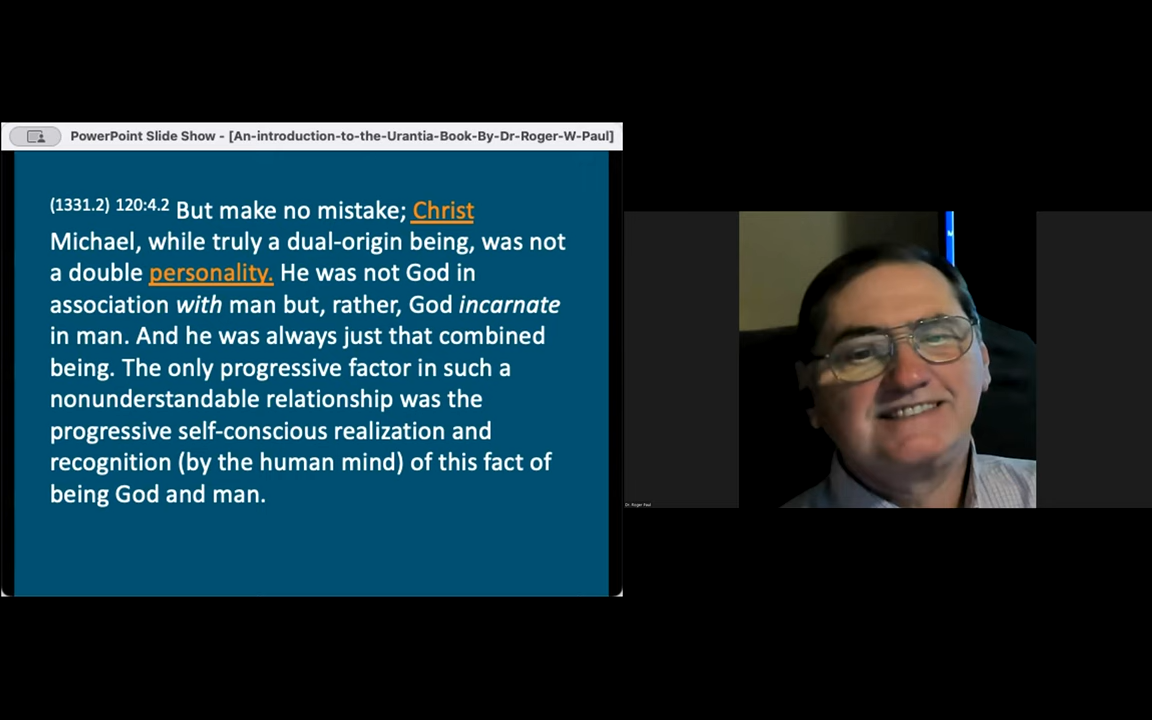 PowerPoint Slide Show - [An-introduction-to-the-Urantia-Book-By-Dr-Roger-W-Paul]
(1331.2) 120:4.2 But make no mistake; Christ
Michael, while truly a dual-origin being, was not
a double personality. He was not God in
association with man but, rather, God incarnate
in man. And he was always just that combined
being. The only progressive factor in such a
nonunderstandable relationship was the
progressive self-conscious realization and
recognition (by the human mind) of this fact of
being God and man.
Dr. Roger Paul